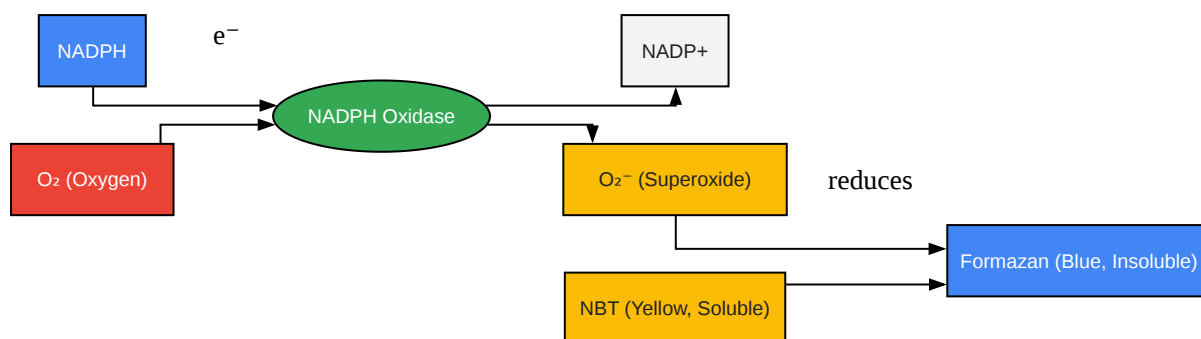 NADPH
e⁻
NADP+
NADPH Oxidase
O₂ (Oxygen)
O₂⁻ (Superoxide)
reduces
Formazan (Blue, Insoluble)
NBT (Yellow, Soluble)